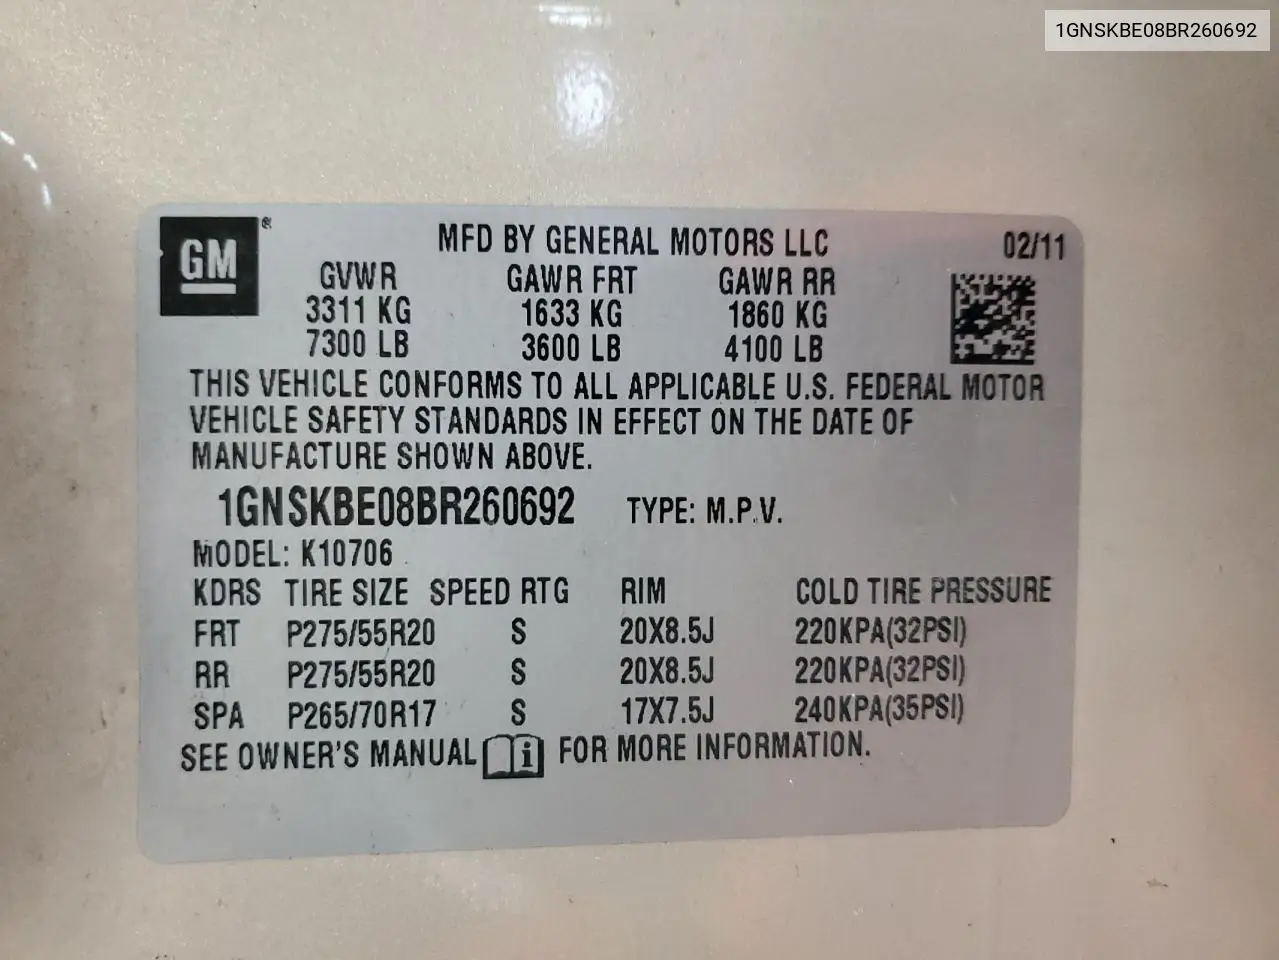 1GNSKBE08BR260692
GM®
MFD BY GENERAL MOTORS LLC 02/11
GVWR GAWR FRT GAWR RR
3311 KG 1633 KG 1860 KG
7300 LB 3600 LB 4100 LB
THIS VEHICLE CONFORMS TO ALL APPLICABLE U.S. FEDERAL MOTOR
VEHICLE SAFETY STANDARDS IN EFFECT ON THE DATE OF
MANUFACTURE SHOWN ABOVE.
1GNSKBE08BR260692 TYPE: M.P.V.
MODEL: K10706
KDRS TIRE SIZE SPEED RTG RIM COLD TIRE PRESSURE
FRT P275/55R20 S 20X8.5J 220KPA(32PSI)
RR P275/55R20 S 20X8.5J 220KPA(32PSI)
SPA P265/70R17 S 17X7.5J 240KPA(35PSI)
SEE OWNER'S MANUAL i FOR MORE INFORMATION.